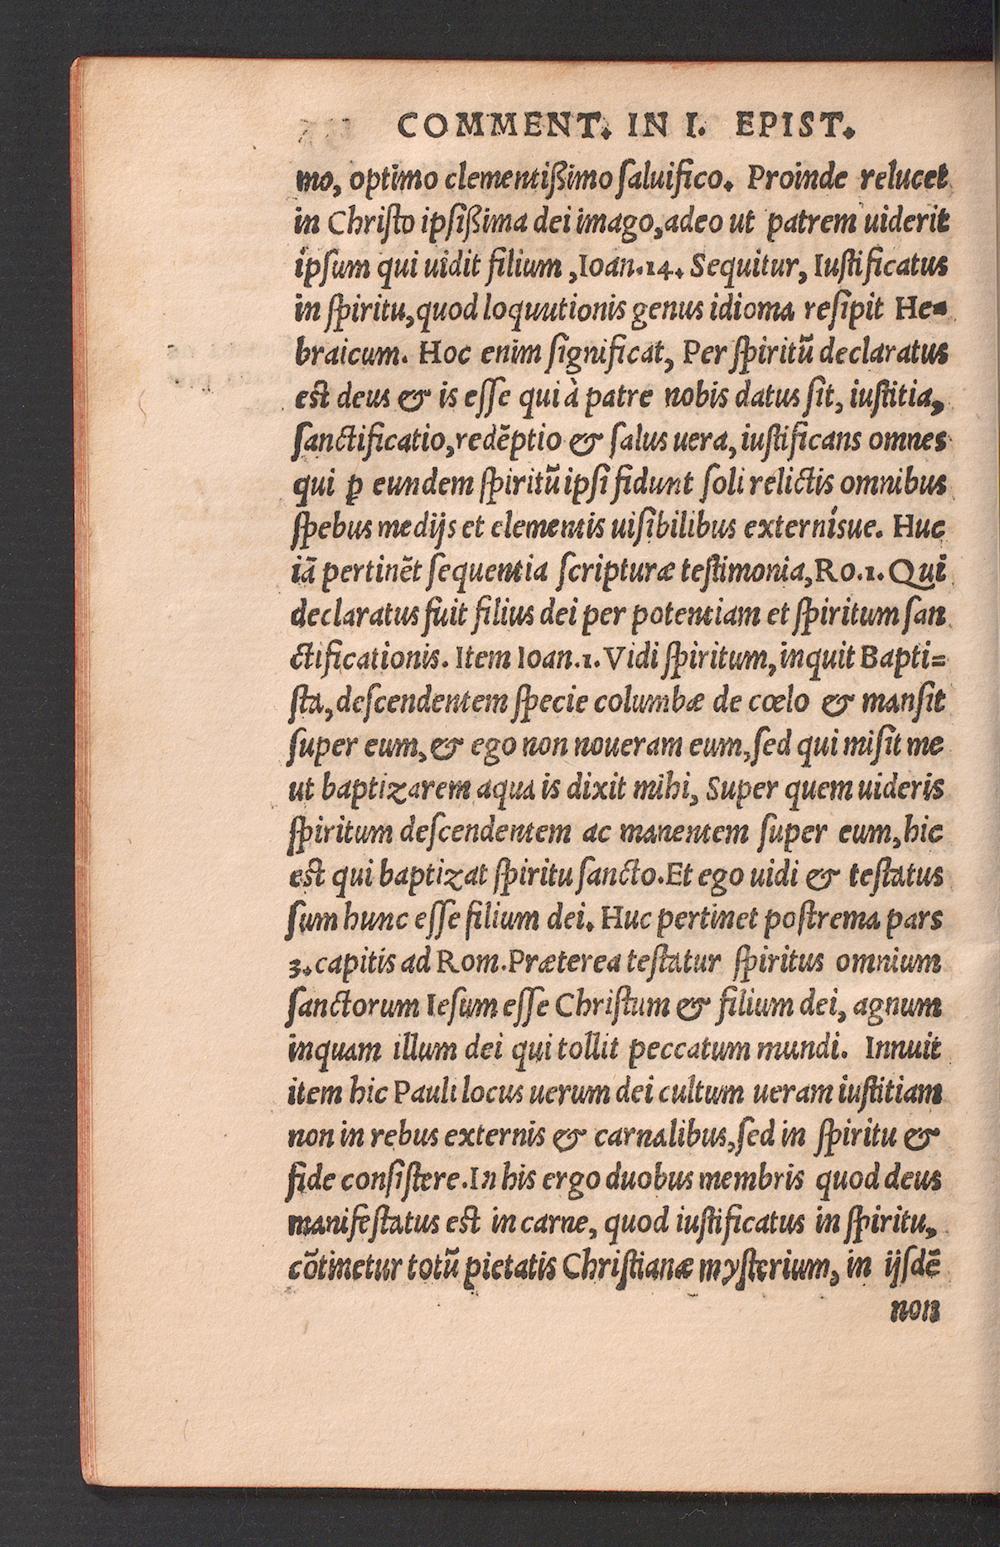 COMMENT. IN I. EPIST.
mo, optimo clementißimo ſaluifico. Proinde relucet
in Chriſto ipſißima dei imago, adeo ut patrem uiderit
ipſum qui uidit filium ,Ioan.14. Sequitur, Iuſtificatus
in ſpiritu, quod loquutionis genus idioma reſipit He-
braicum. Hoc enim ſignificat, Per ſpiritũ declaratus
est deus & is eſſe qui à patre nobis datus ſit, iuſtitia,
ſanctificatio, redẽptio & ſalus uera, iuſtificans omnes
qui ꝑ eundem ſpiritũ ipſi fidunt ſoli relictis omnibus
ſpebus medijs et elementis uiſibilibus externísue. Huc
iã pertinẽt ſequentia ſcripturæ teſtimonia, Ro.1. Qui
declaratus fuit filius dei per potentiam et ſpiritum ſan
ctificationis. Item Ioan.1. Vidi ſpiritum, inquit Bapti=
ſta, deſcendentem ſpecie columbæ de cœlo & manſit
ſuper eum, & ego non noueram eum, ſed qui miſit me
ut baptizarem aqua is dixit mihi, Super quem uideris
ſpiritum deſcendentem ac manentem ſuper eum, hic
est qui baptizat ſpiritu ſancto. Et ego uidi & teſtatus
ſum hunc eſſe filium dei. Huc pertinet poſtrema pars
3. capitis ad Rom. Præterea teſtatur ſpiritus omnium
ſanctorum Ieſum eſſe Chriſtum & filium dei, agnum
inquam illum dei qui tollit peccatum mundi. Innuit
item hic Pauli locus uerum dei cultum ueram iuſtitiam
non in rebus externis & carnalibus, ſed in ſpiritu &
fide conſiſtere. In his ergo duobus membris quod deus
manifeſtatus est in carne, quod iuſtificatus in ſpiritu,
cõtinetur totũ pietatis Chriſtianæ myſterium, in ijſdẽ
non